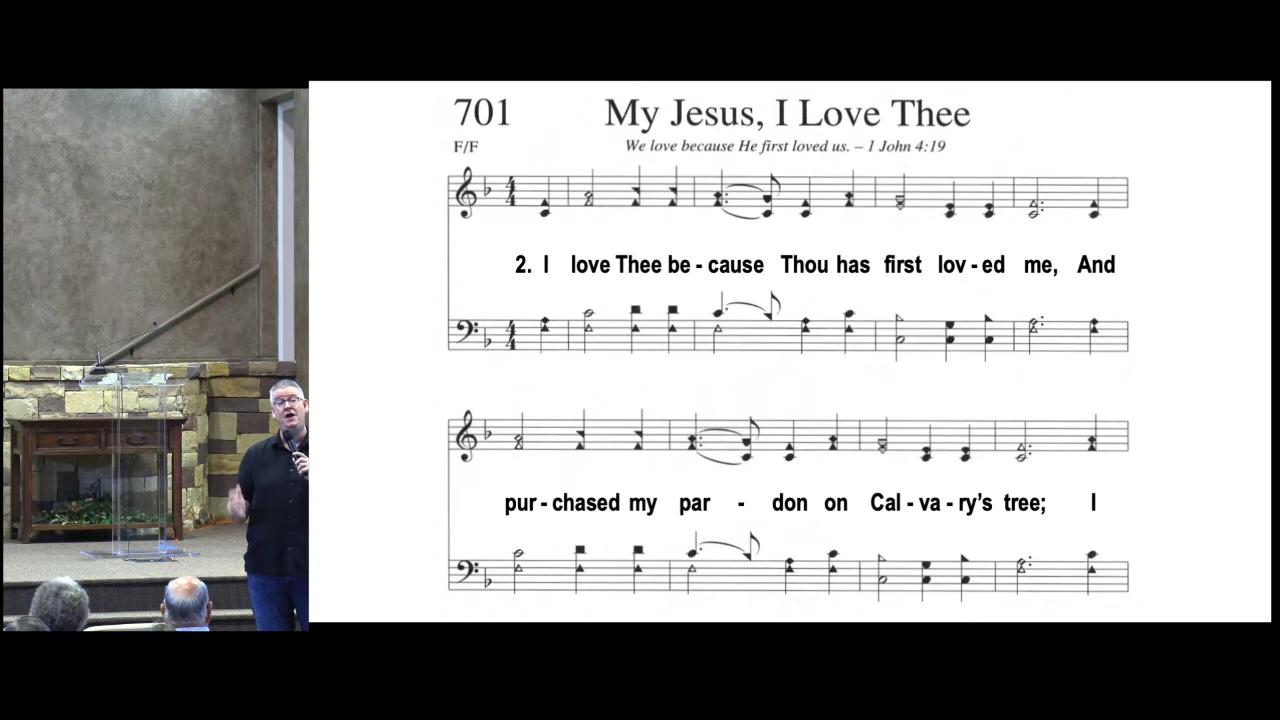 701 My Jesus, I Love Thee
F/F We love because He first loved us. – 1 John 4:19
2. I love Thee be - cause Thou has first lov - ed me, And
pur - chased my par - don on Cal - va - ry's tree; I